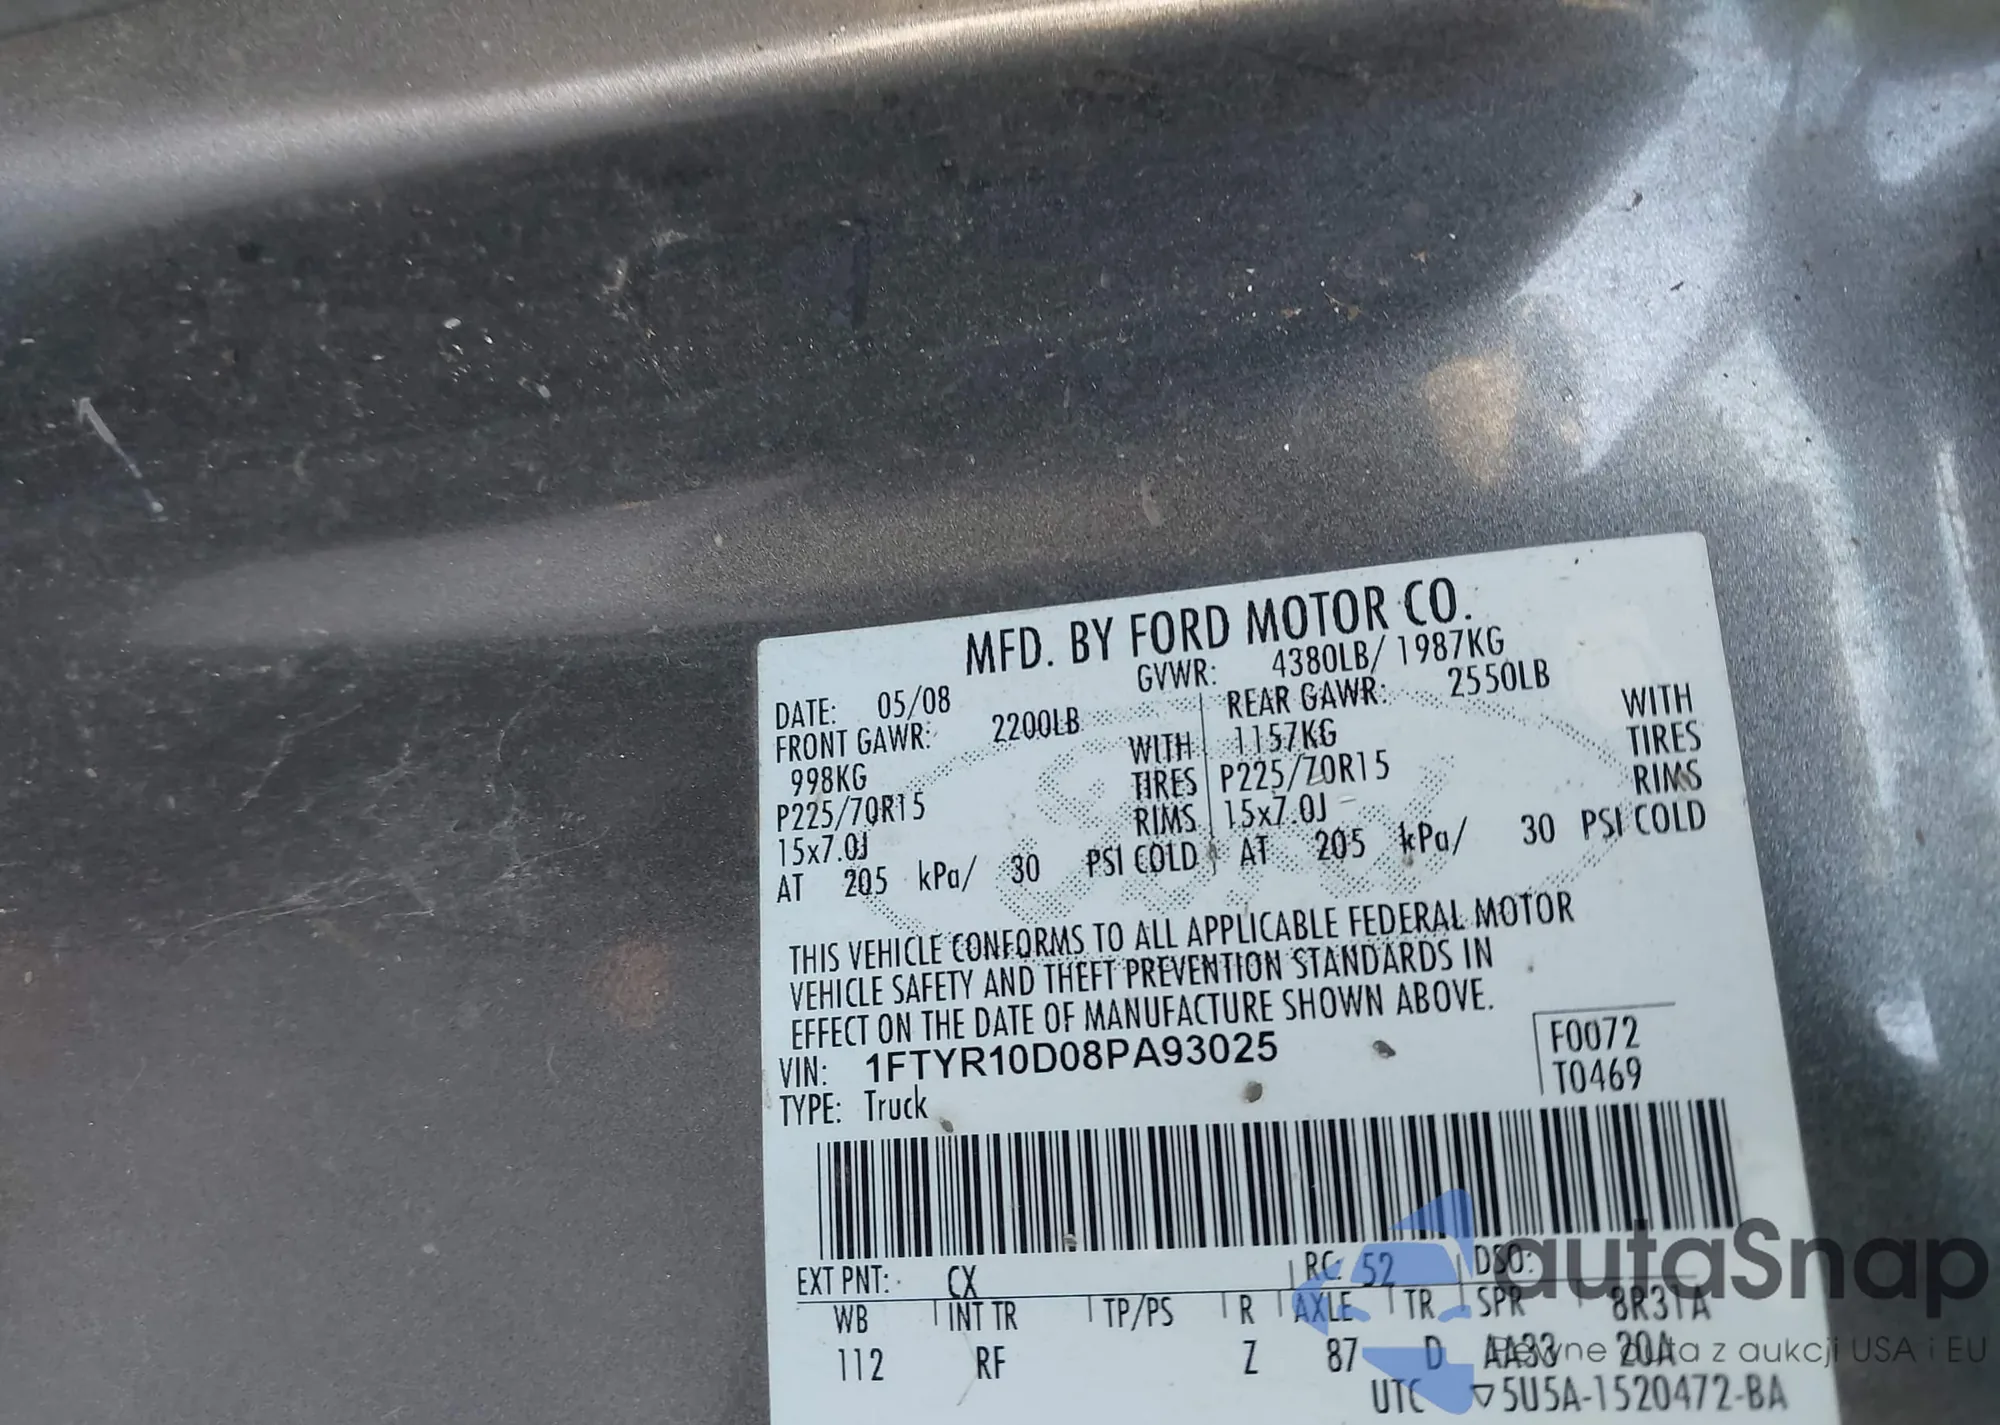 MFD. BY FORD MOTOR CO.
DATE: 05/08 GVWR: 4380LB/ 1987KG
FRONT GAWR: 2200LB REAR GAWR: 2550LB
998KG WITH 1157KG WITH
P225/70R15 TIRES P225/70R15 TIRES
15x7.0J RIMS 15x7.0J RIMS
AT 205 kPa/ 30 PSI COLD AT 205 kPa/ 30 PSI COLD
THIS VEHICLE CONFORMS TO ALL APPLICABLE FEDERAL MOTOR
VEHICLE SAFETY AND THEFT PREVENTION STANDARDS IN
EFFECT ON THE DATE OF MANUFACTURE SHOWN ABOVE.
VIN: 1FTYR10D08PA93025
F0072
TYPE: Truck
T0469
EXT PNT: CX RC: 52 DSO:
WB INT TR TP/PS R AXLE TR SPR 8R31A
112 RF Z 87 D AA33 20A
UTC ▽5U5A-1520472-BA
autaSnap
Pewne auta z aukcji USA i EU